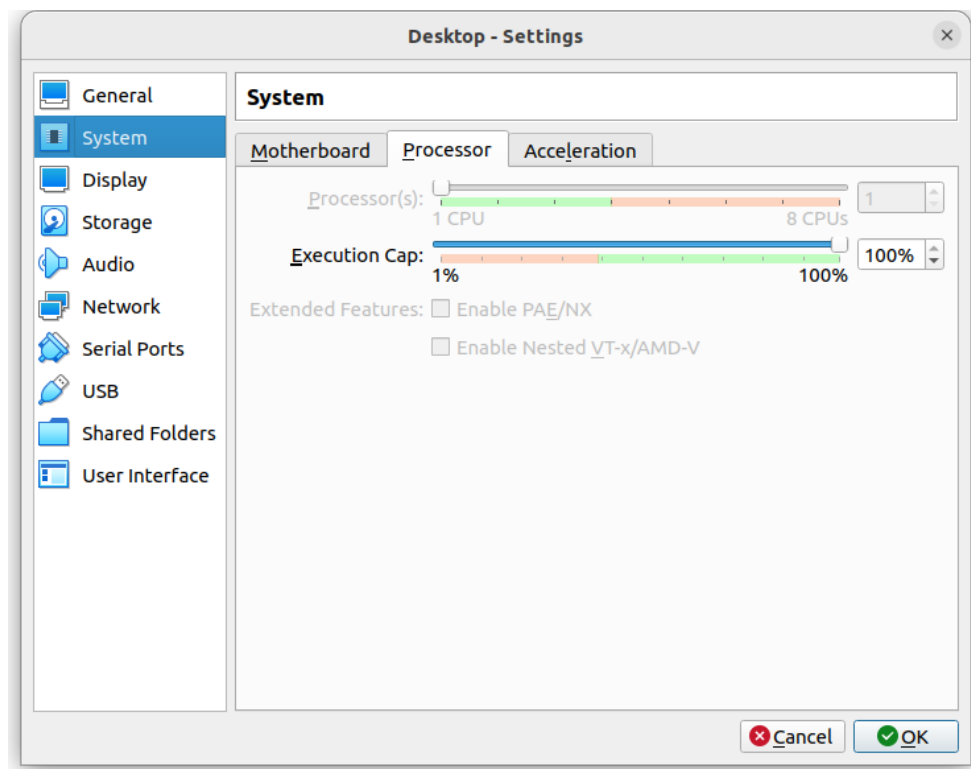 Desktop - Settings
General
System
Display
Storage
Audio
Network
Serial Ports
USB
Shared Folders
User Interface
System
Motherboard Processor Acceleration
Processor(s): 1
1 CPU 8 CPUs
Execution Cap: 100%
1% 100%
Extended Features: Enable PAE/NX
Enable Nested VT-x/AMD-V
Cancel OK